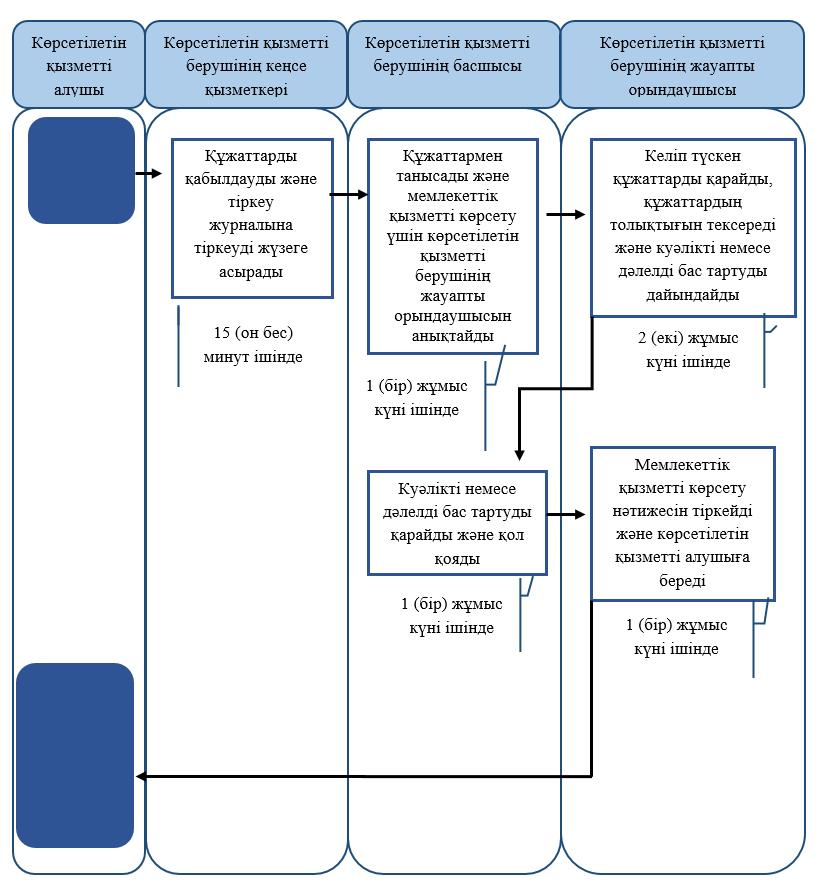 Көрсетілетін
қызметті
алушы
Көрсетілетін қызметті
берушінің кеңсе
қызметкері
Көрсетілетін қызметті
берушінің басшысы
Көрсетілетін қызметті
берушінің жауапты
орындаушысы
Құжаттарды
қабылдауды және
тіркеу
журналына
тіркеуді жүзеге
асырады
15 (он бес)
минут ішінде
Құжаттармен
танысады және
мемлекеттік
қызметті көрсету
үшін көрсетілетін
қызметті
берушінің
жауапты
орындаушысын
анықтайды
1 (бір) жұмыс
күні ішінде
Келіп түскен
құжаттарды қарайды,
құжаттардың
толықтығын тексереді
және куәлікті немесе
дәлелді бас тартуды
дайындайды
2 (екі) жұмыс
күні ішінде
Куәлікті немесе
дәлелді бас тартуды
қарайды және қол
қояды
1 (бір) жұмыс
күні ішінде
Мемлекеттік
қызметті көрсету
нәтижесін тіркейді
және көрсетілетін
қызметті алушыға
береді
1 (бір) жұмыс
күні ішінде